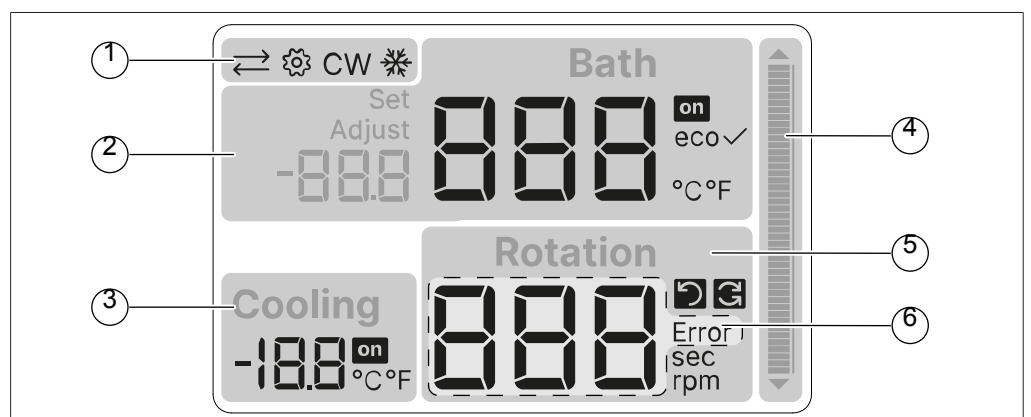 1
CW
Bath
Set
Adjust
-88.8
888
on
eco
°C°F
2
3
4
5
6
Rotation
888
Error
sec
rpm
Cooling
-18.8
on
°C°F